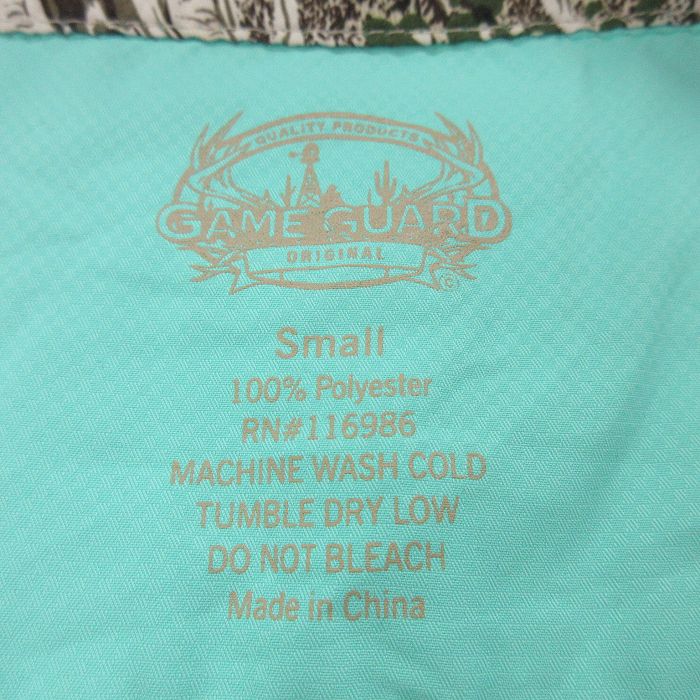 QUALITY PRODUCTS
GAME GUARD
ORIGINAL
©
Small
100% Polyester
RN#116986
MACHINE WASH COLD
TUMBLE DRY LOW
DO NOT BLEACH
Made in China